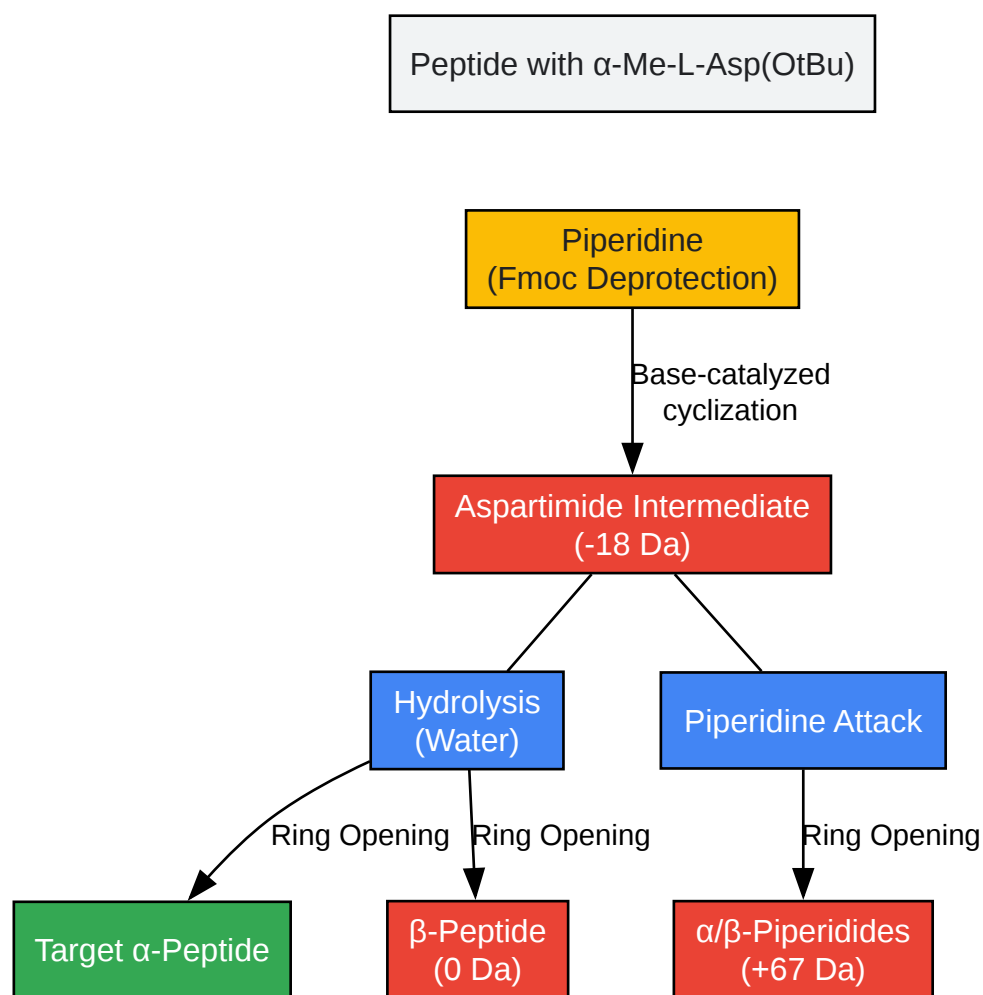 Peptide with α-Me-L-Asp(OtBu)
Piperidine
(Fmoc Deprotection)
Base-catalyzed
cyclization
Aspartimide Intermediate
(-18 Da)
Hydrolysis
(Water)
Piperidine Attack
Ring Opening
Ring Opening
Ring Opening
Target α-Peptide
β-Peptide
(0 Da)
α/β-Piperidides
(+67 Da)